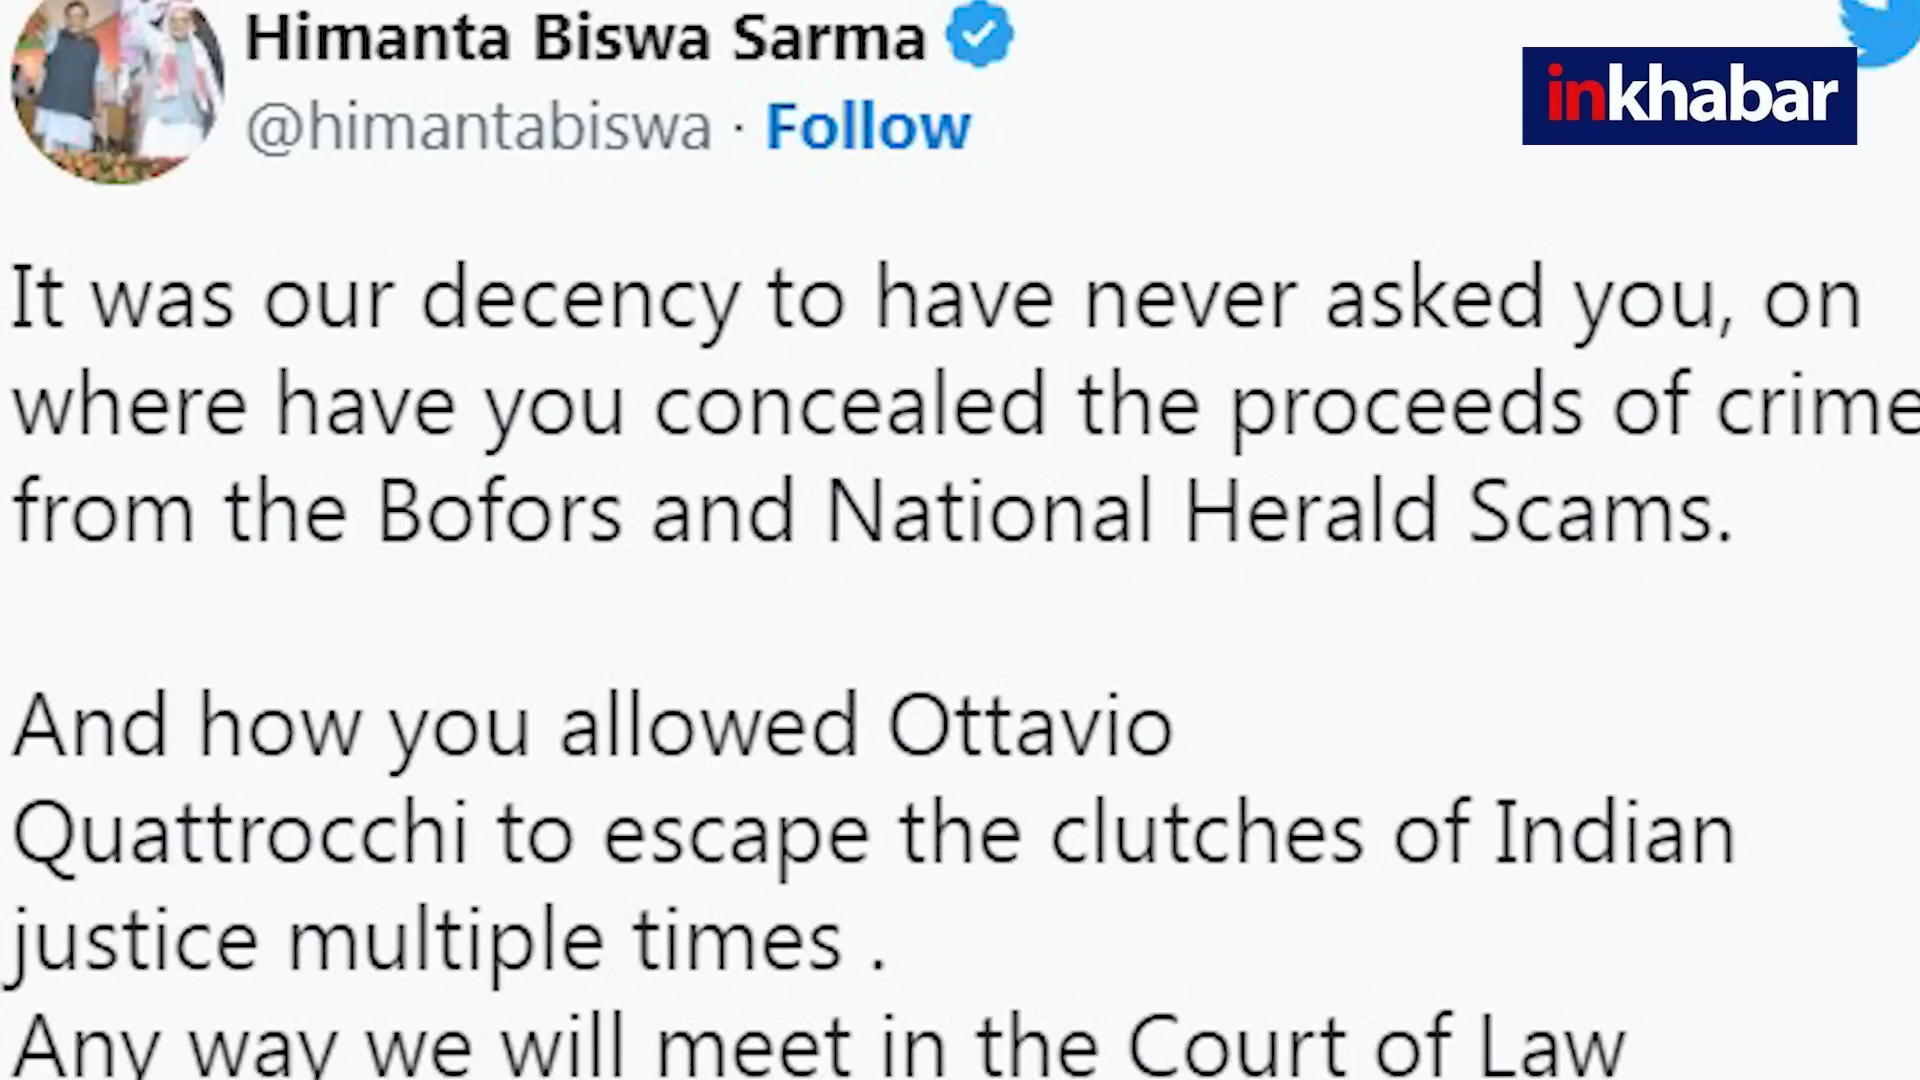 Himanta Biswa Sarma
inkhabar
@himantabiswa · Follow
It was our decency to have never asked you, on
where have you concealed the proceeds of crime
from the Bofors and National Herald Scams.
And how you allowed Ottavio
Quattrocchi to escape the clutches of Indian
justice multiple times .
Any way we will meet in the Court of Law